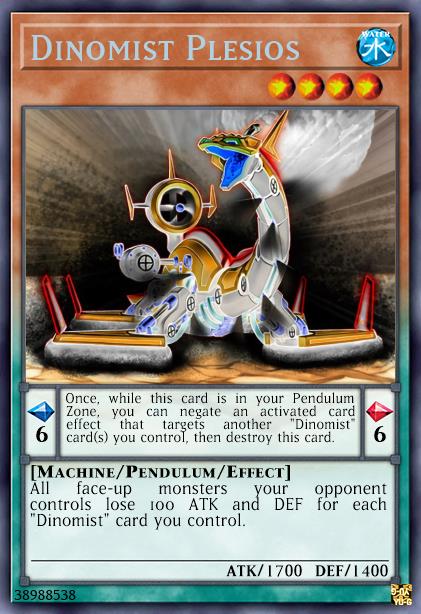 Dinomist Plesios
WATER
水
Once, while this card is in your Pendulum
Zone, you can negate an activated card
effect that targets another "Dinomist"
card(s) you control, then destroy this card.
6
6
[Machine/Pendulum/Effect]
All face-up monsters your opponent
controls lose 100 ATK and DEF for each
"Dinomist" card you control.
ATK/1700 DEF/1400
38988538